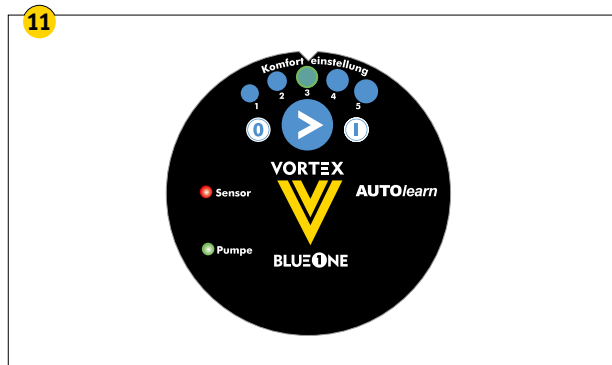 11
Komfort einstellung
1 2 3 4 5
0 > I
VORTEX
Sensor
AUTOlearn
Pumpe
BLUE1NE